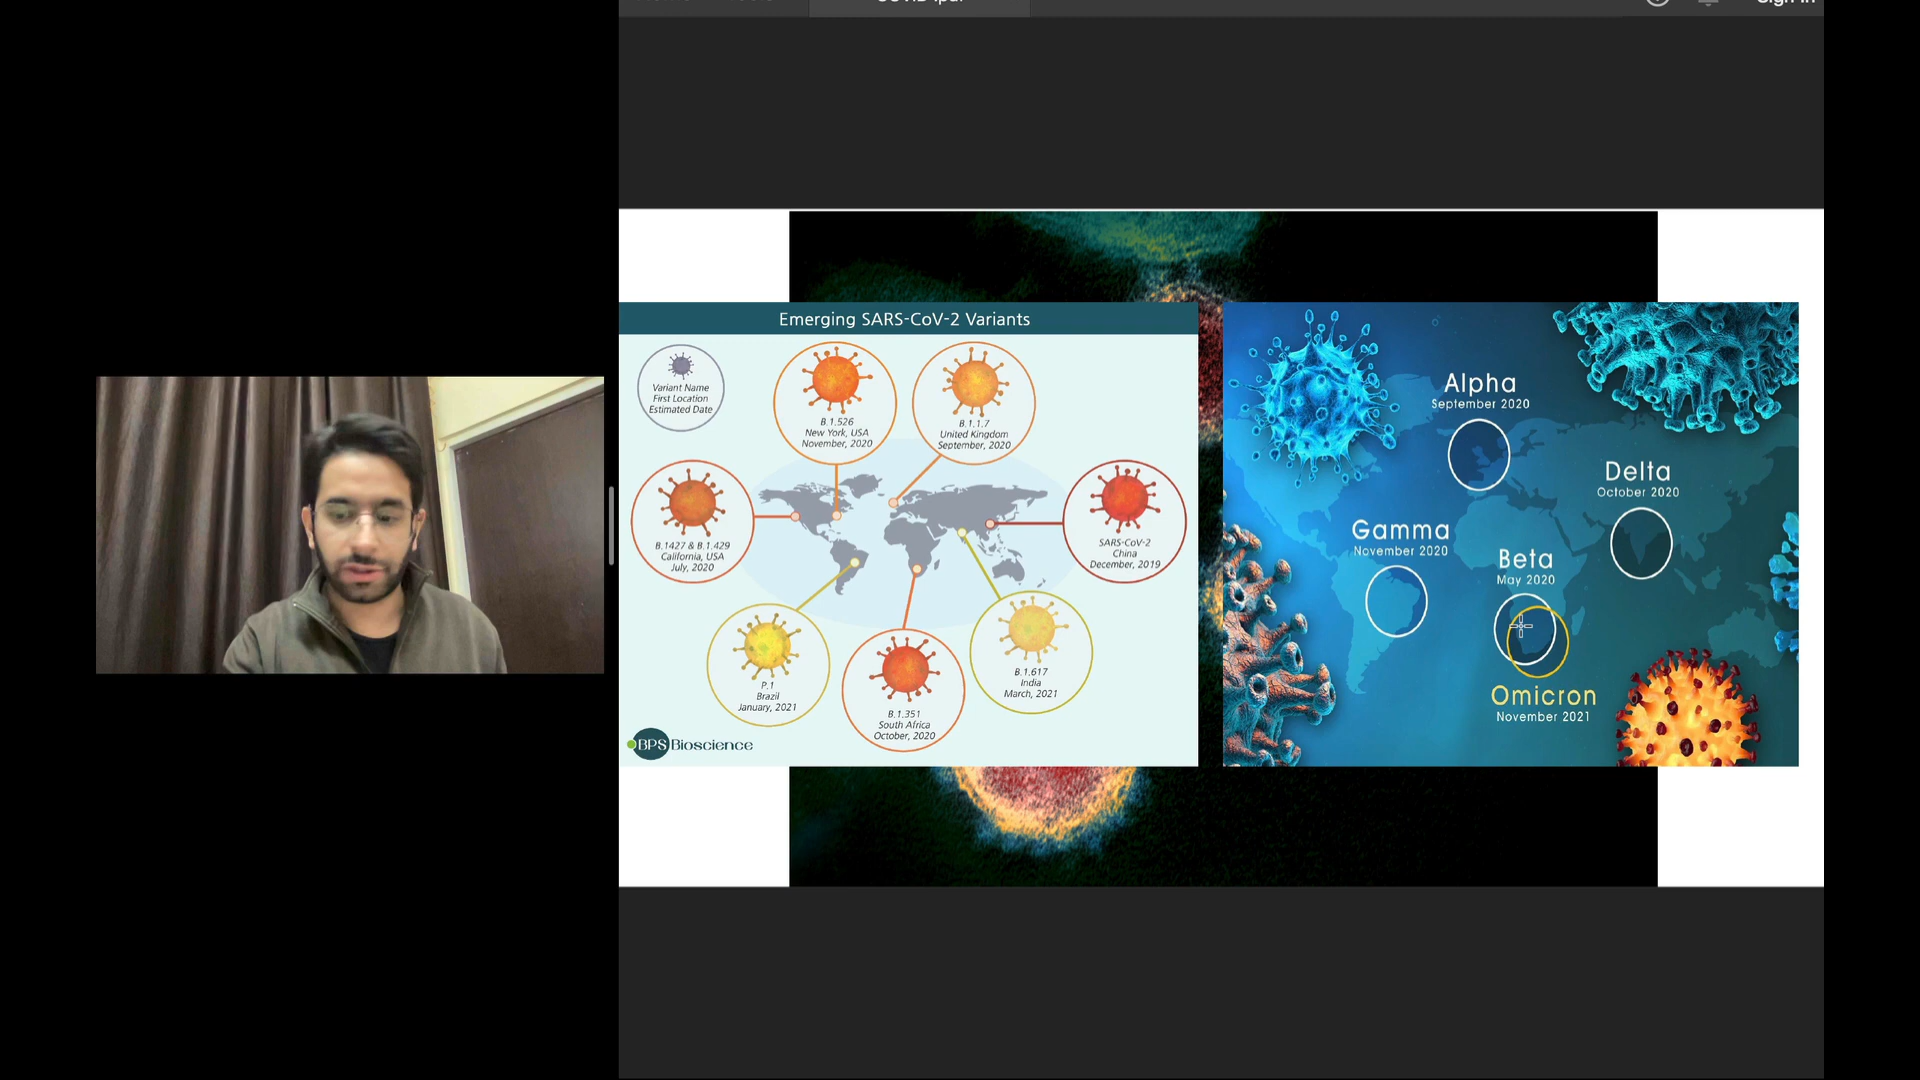 Sign In
Emerging SARS-CoV-2 Variants
Variant Name
First Location
Estimated Date
B.1.526
New York, USA
November, 2020
B.1.1.7
United Kingdom
September, 2020
B.1427 & B.1.429
California, USA
July, 2020
SARS-CoV-2
China
December, 2019
P.1
Brazil
January, 2021
B.1.351
South Africa
October, 2020
B.1.617
India
March, 2021
BPS Bioscience
Alpha
September 2020
Delta
October 2020
Gamma
November 2020
Beta
May 2020
Omicron
November 2021